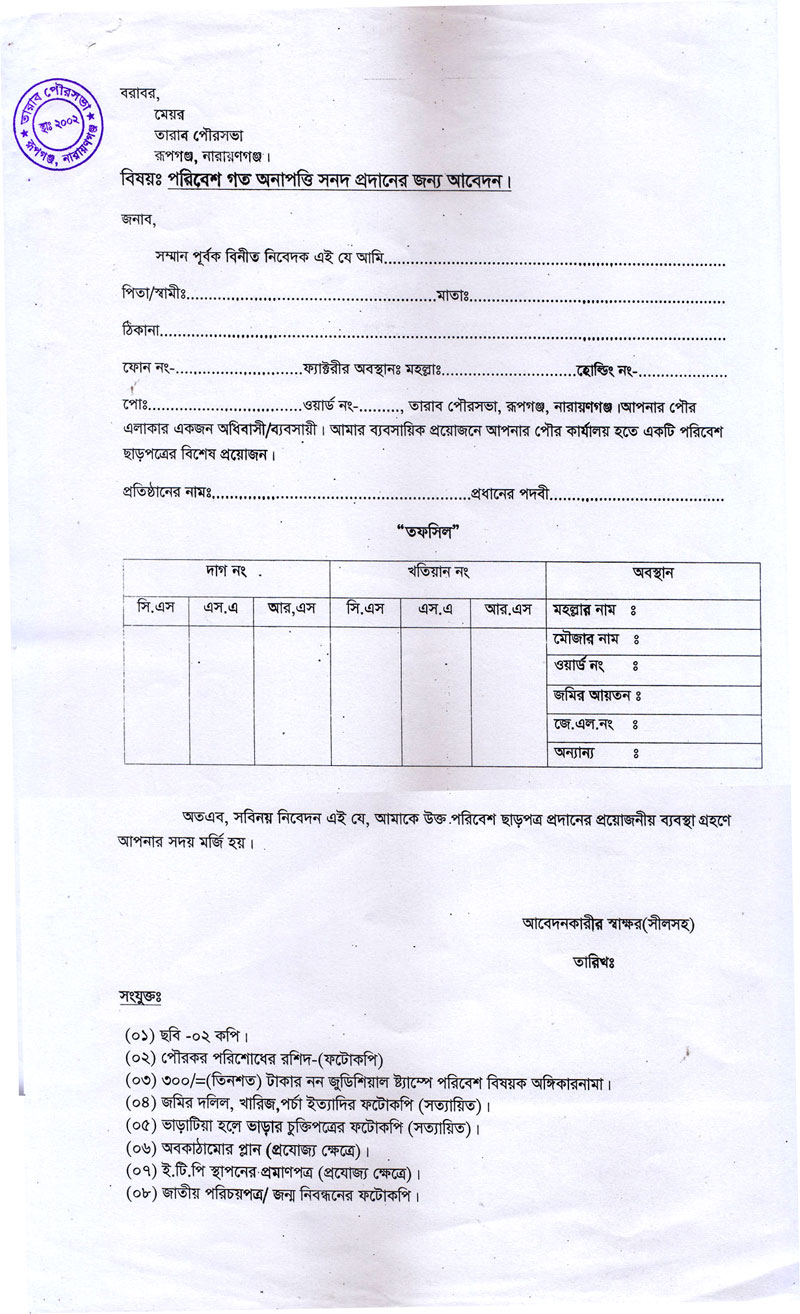 তারাব পৌরসভা
স্থাঃ ২০০২
রূপগঞ্জ, নারায়ণগঞ্জ
বরাবর,
মেয়র
তারাব পৌরসভা
রূপগঞ্জ, নারায়ণগঞ্জ।
বিষয়ঃ পরিবেশ গত অনাপত্তি সনদ প্রদানের জন্য আবেদন।
জনাব,
সম্মান পূর্বক বিনীত নিবেদক এই যে আমি..............................................................
পিতা/স্বামীঃ.............................................মাতাঃ..............................................
ঠিকানা.....................................................................................................
ফোন নং-.......................ফ্যাক্টরীর অবস্থানঃ মহল্লাঃ.........................হোল্ডিং নং-................
পোঃ............................ওয়ার্ড নং-........, তারাব পৌরসভা, রূপগঞ্জ, নারায়ণগঞ্জ।আপনার পৌর
এলাকার একজন অধিবাসী/ব্যবসায়ী। আমার ব্যবসায়িক প্রয়োজনে আপনার পৌর কার্যালয় হতে একটি পরিবেশ
ছাড়পত্রের বিশেষ প্রয়োজন।
প্রতিষ্ঠানের নামঃ...............................................প্রধানের পদবী................................
“তফসিল”
দাগ নং . খতিয়ান নং অবস্থান
সি.এস এস.এ আর,এস সি.এস এস.এ আর.এস মহল্লার নাম ঃ
মৌজার নাম ঃ
ওয়ার্ড নং ঃ
জমির আয়তন ঃ
জে.এল.নং ঃ
অন্যান্য ঃ
অতএব, সবিনয় নিবেদন এই যে, আমাকে উক্ত পরিবেশ ছাড়পত্র প্রদানের প্রয়োজনীয় ব্যবস্থা গ্রহণে
আপনার সদয় মর্জি হয়।
আবেদনকারীর স্বাক্ষর(সীলসহ)
তারিখঃ
সংযুক্তঃ
(০১) ছবি -০২ কপি।
(০২) পৌরকর পরিশোধের রশিদ-(ফটোকপি)
(০৩) ৩০০/=(তিনশত) টাকার নন জুডিশিয়াল ষ্ট্যাম্পে পরিবেশ বিষয়ক অঙ্গিকারনামা।
(০৪) জমির দলিল, খারিজ,পর্চা ইত্যাদির ফটোকপি (সত্যায়িত)।
(০৫) ভাড়াটিয়া হলে ভাড়ার চুক্তিপত্রের ফটোকপি (সত্যায়িত)।
(০৬) অবকাঠামোর প্লান (প্রযোজ্য ক্ষেত্রে)।
(০৭) ই.টি.পি স্থাপনের প্রমাণপত্র (প্রযোজ্য ক্ষেত্রে)।
(০৮) জাতীয় পরিচয়পত্র/ জন্ম নিবন্ধনের ফটোকপি।